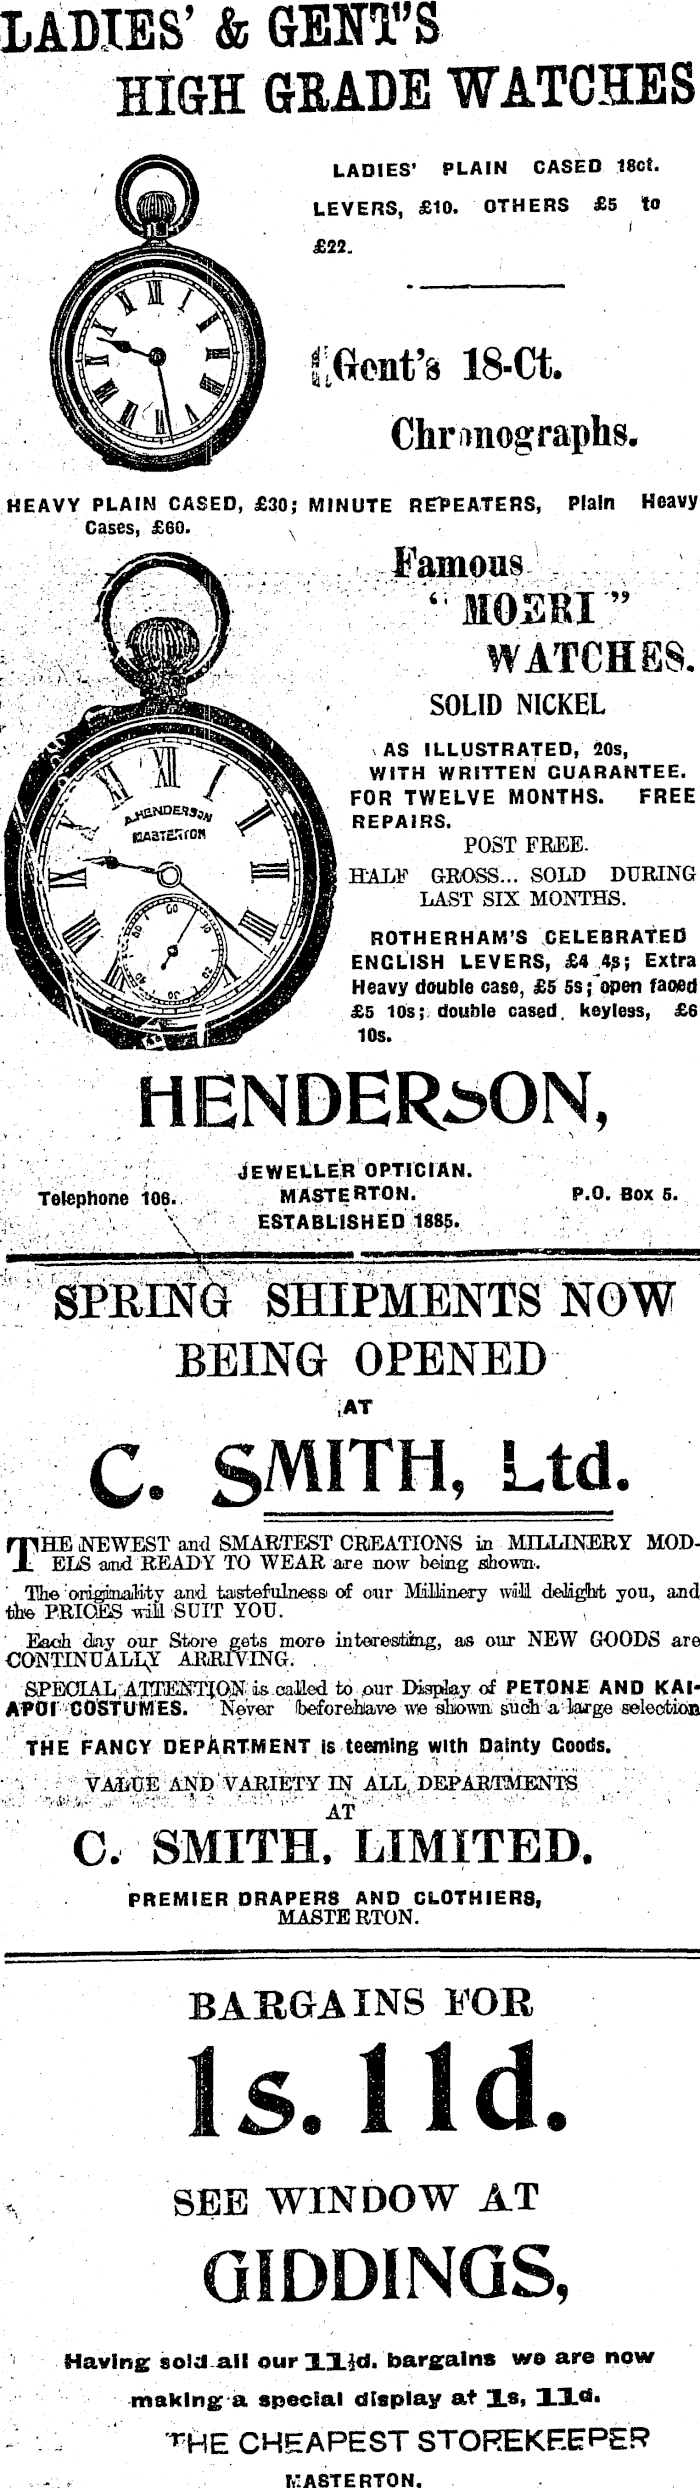 LADIES' & GENT'S
HIGH GRADE WATCHES
LADIES' PLAIN CASED 18ct.
LEVERS, £10. OTHERS £5 to
£22.
Gent's 18-Ct.
Chronographs.
HEAVY PLAIN CASED, £30; MINUTE REPEATERS, Plain Heavy
Cases, £60.
Famous
"MOERI"
WATCHES.
SOLID NICKEL
AS ILLUSTRATED, 20s,
WITH WRITTEN GUARANTEE.
FOR TWELVE MONTHS. FREE
REPAIRS.
POST FREE.
HALF GROSS... SOLD DURING
LAST SIX MONTHS.
A. HENDERSON
MASTERTON
ROTHERHAM'S CELEBRATED
ENGLISH LEVERS, £4 4s; Extra
Heavy double case, £5 5s; open faced
£5 10s; double cased keyless, £6
10s.
HENDERSON,
JEWELLER OPTICIAN.
Telephone 106. MASTERTON. P.O. Box 5.
ESTABLISHED 1885.
SPRING SHIPMENTS NOW
BEING OPENED
AT
C. SMITH, Ltd.
THE NEWEST and SMARTEST CREATIONS in MILLINERY MOD-
ELS and READY TO WEAR are now being shown.
The originality and tastefulness of our Millinery will delight you, and
the PRICES will SUIT YOU.
Each day our Store gets more interesting, as our NEW GOODS are
CONTINUALLY ARRIVING.
SPECIAL ATTENTION is called to our Display of PETONE AND KAI-
APOI COSTUMES. Never beforehave we shown such a large selection
THE FANCY DEPARTMENT is teeming with Dainty Goods.
VALUE AND VARIETY IN ALL DEPARTMENTS
AT
C. SMITH, LIMITED.
PREMIER DRAPERS AND CLOTHIERS,
MASTERTON.
BARGAINS FOR
1s. 11d.
SEE WINDOW AT
GIDDINGS,
Having sold all our 11½d. bargains we are now
making a special display at 1s, 11d.
THE CHEAPEST STOREKEEPER
MASTERTON.